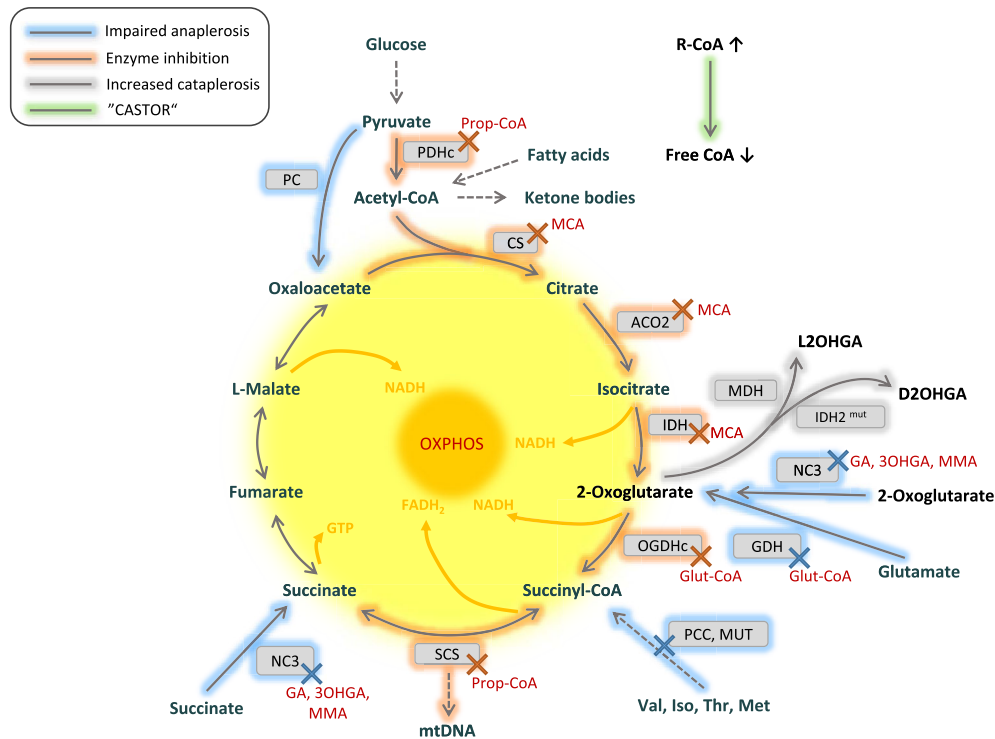 Impaired anaplerosis
Enzyme inhibition
Increased cataplerosis
”CASTOR“
Glucose
R-CoA ↑
Pyruvate
Prop-CoA
PDHc
Fatty acids
Free CoA ↓
PC
Acetyl-CoA
Ketone bodies
MCA
CS
Oxaloacetate
Citrate
MCA
ACO2
L2OHGA
L-Malate
NADH
Isocitrate
MDH
D2OHGA
IDH2 mut
IDH
MCA
OXPHOS
NADH
NC3
GA, 3OHGA, MMA
Fumarate
FADH2
NADH
2-Oxoglutarate
2-Oxoglutarate
GTP
OGDHc
GDH
Glut-CoA
Glut-CoA
Glutamate
Succinate
Succinyl-CoA
PCC, MUT
SCS
NC3
Prop-CoA
GA, 3OHGA,
MMA
Succinate
Val, Iso, Thr, Met
mtDNA